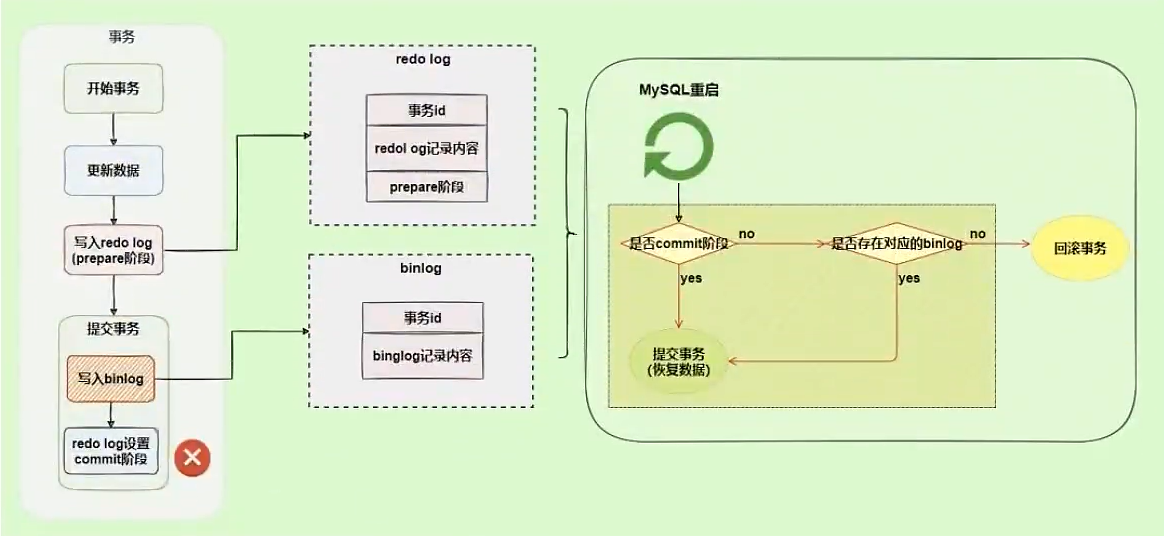 事务
开始事务
更新数据
写入redo log
(prepare阶段)
提交事务
写入binlog
redo log设置
commit阶段
redo log
事务id
redol og记录内容
prepare阶段
binlog
事务id
binglog记录内容
MySQL重启
是否commit阶段
no
是否存在对应的binlog
no
回滚事务
yes
yes
提交事务
(恢复数据)